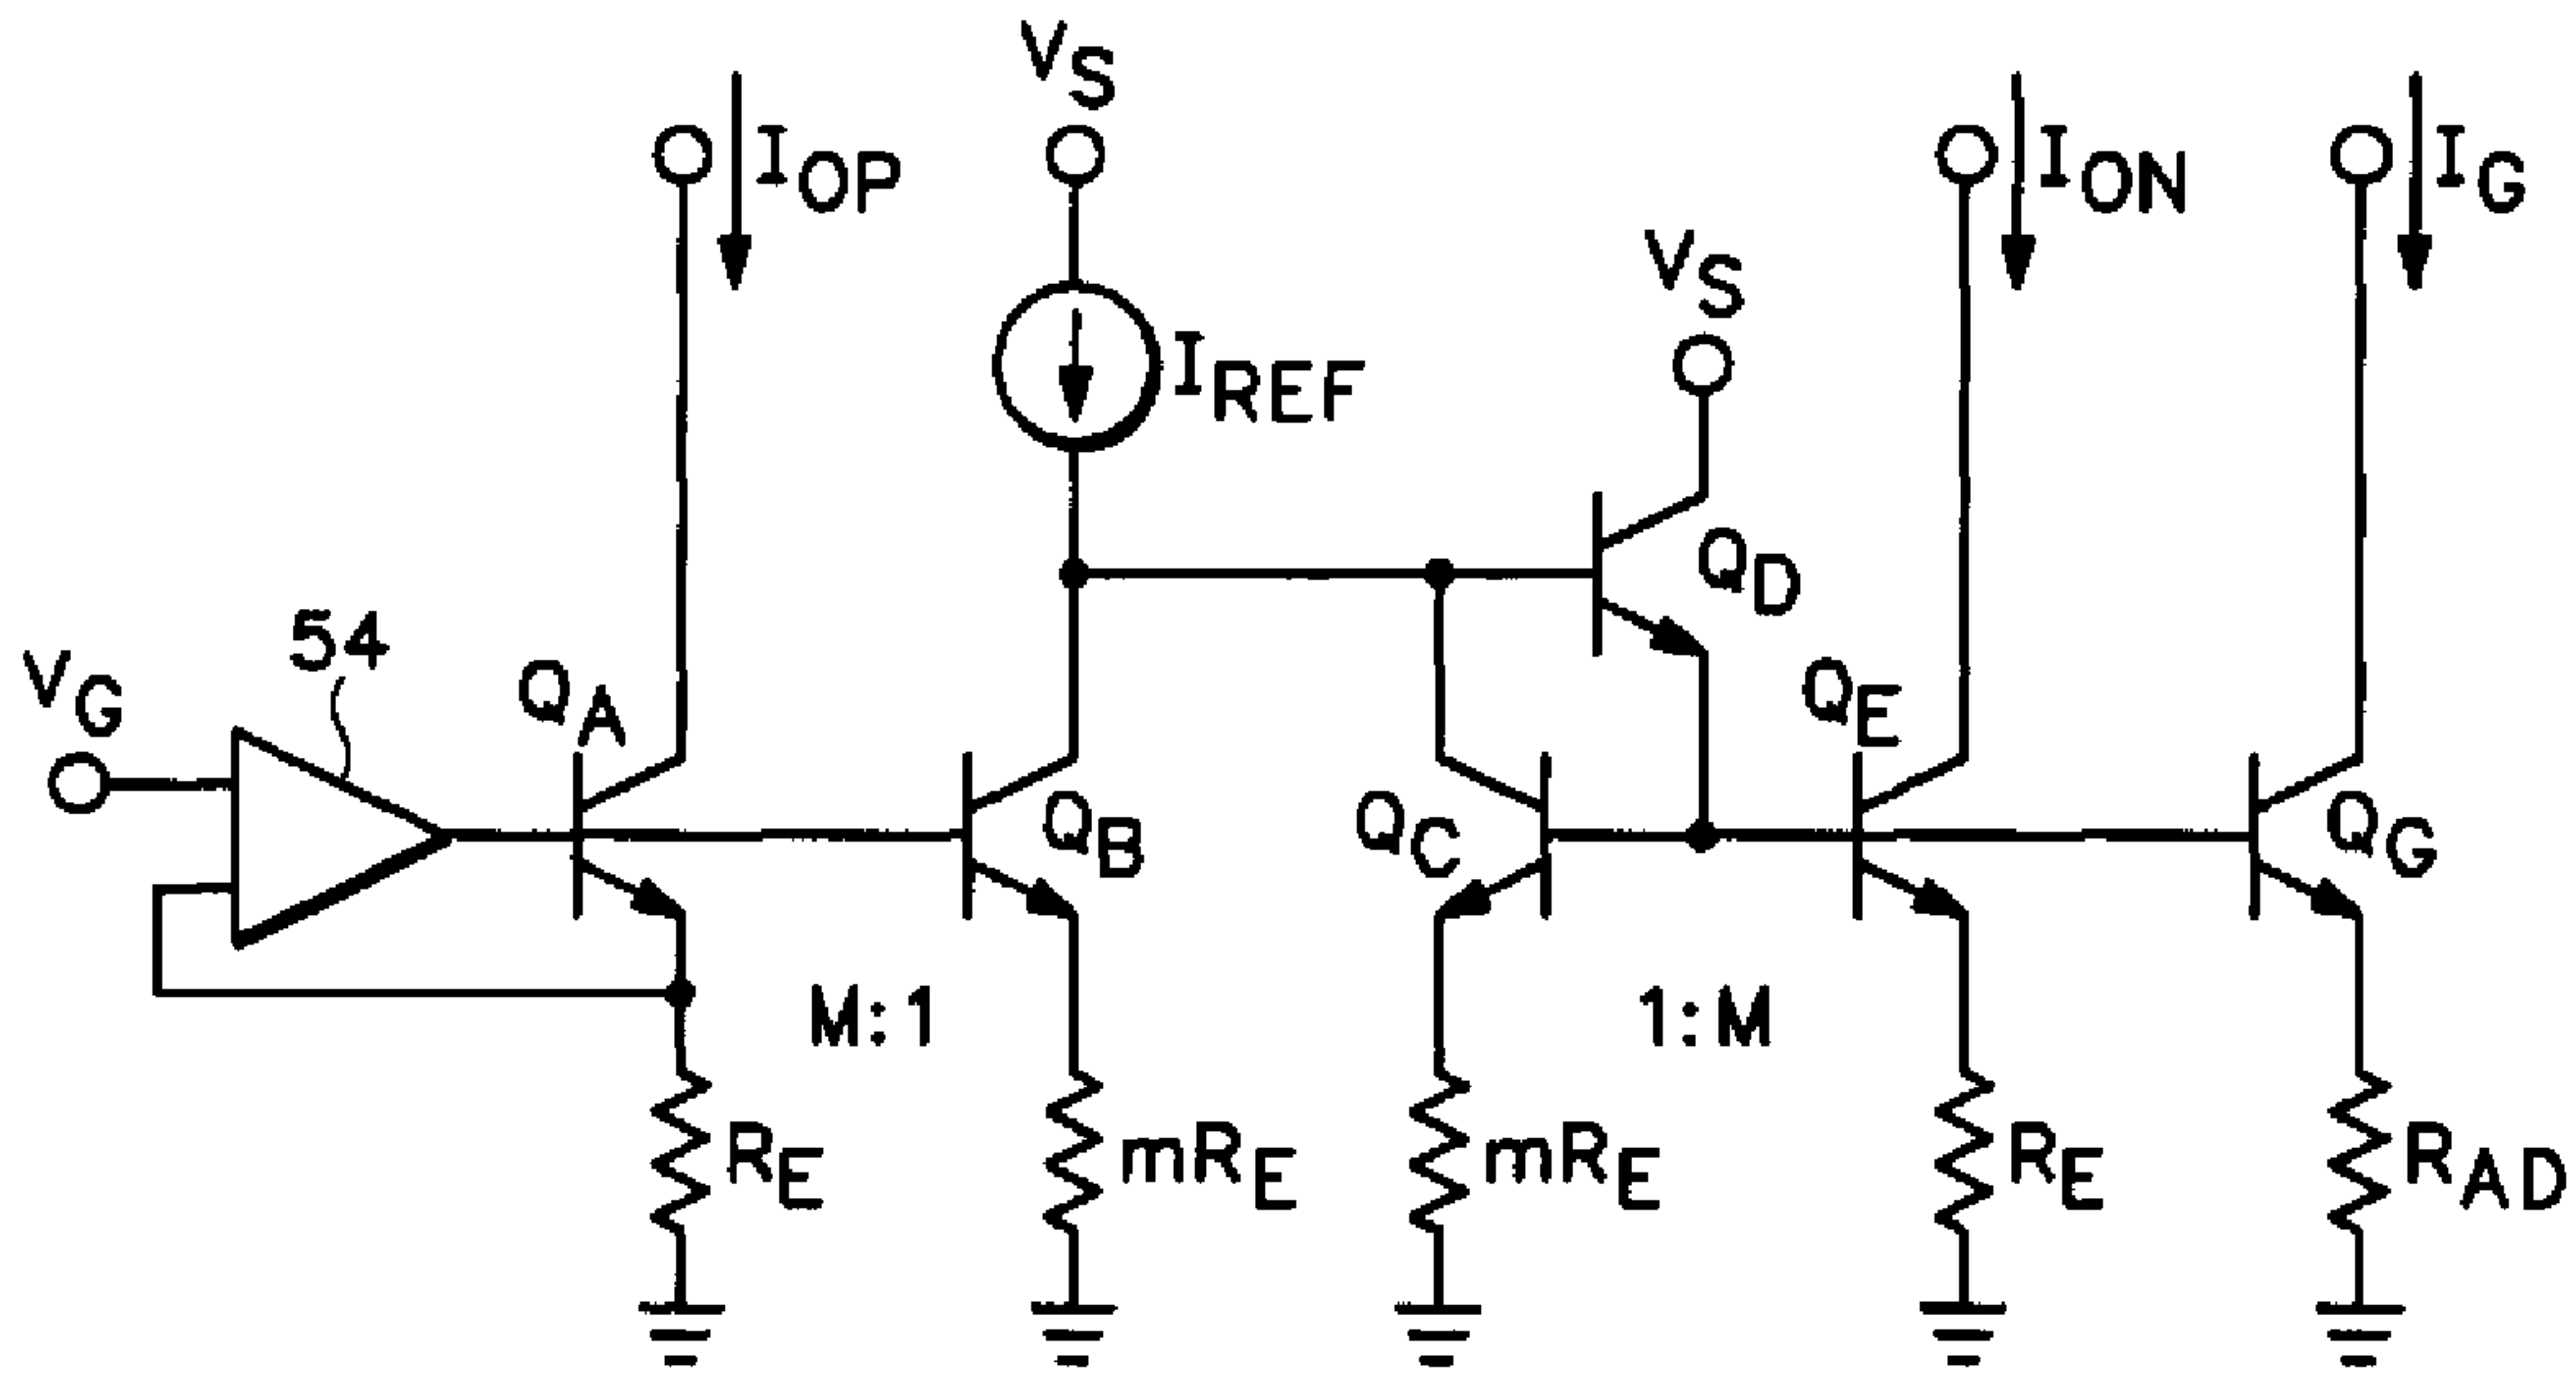 VS
IOP
ION
IG
VS
IREF
QD
54
VG
QA
QE
QB
QC
QG
M:1
1:M
RE
mRE
mRE
RE
RAD